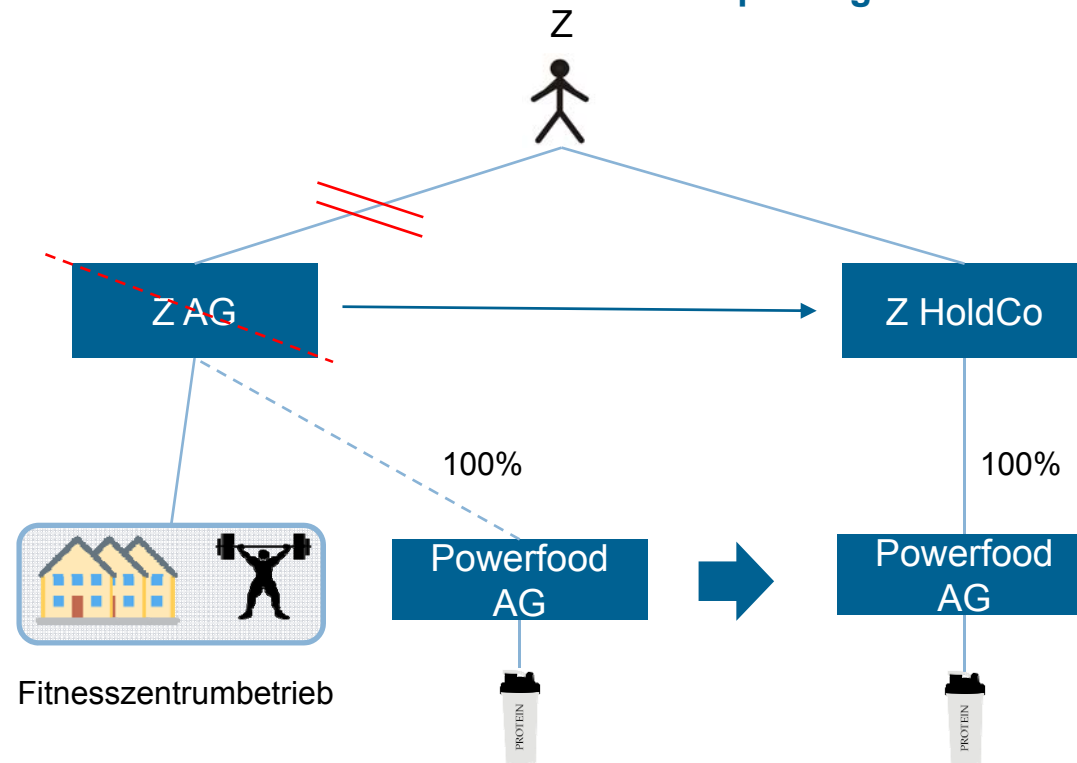 Z
Z AG
Z HoldCo
100%
100%
Powerfood
AG
Powerfood
AG
Fitnesszentrumbetrieb
PROTEIN
PROTEIN